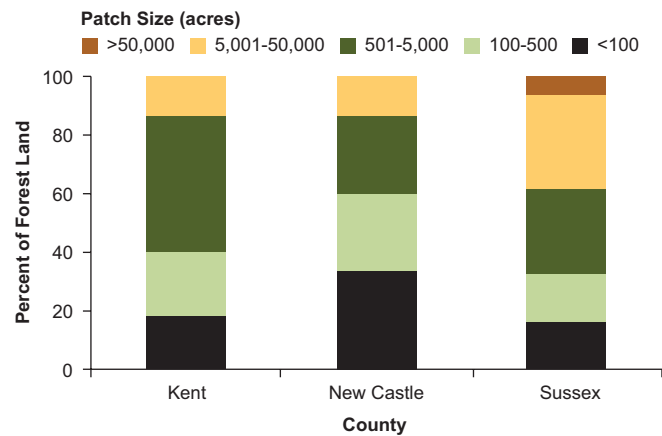 Patch Size (acres)
>50,000 5,001-50,000 501-5,000 100-500 <100
100
80
60
40
20
0
Percent of Forest Land
Kent New Castle Sussex
County